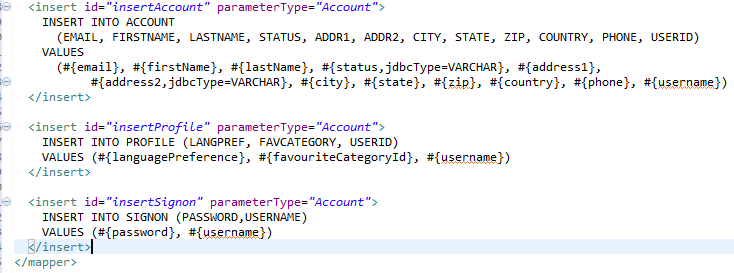 <insert id="insertAccount" parameterType="Account">
INSERT INTO ACCOUNT
(EMAIL, FIRSTNAME, LASTNAME, STATUS, ADDR1, ADDR2, CITY, STATE, ZIP, COUNTRY, PHONE, USERID)
VALUES
(#{email}, #{firstName}, #{lastName}, #{status,jdbcType=VARCHAR}, #{address1},
#{address2,jdbcType=VARCHAR}, #{city}, #{state}, #{zip}, #{country}, #{phone}, #{username})
</insert>
<insert id="insertProfile" parameterType="Account">
INSERT INTO PROFILE (LANGPREF, FAVCATEGORY, USERID)
VALUES (#{languagePreference}, #{favouriteCategoryId}, #{username})
</insert>
<insert id="insertSignon" parameterType="Account">
INSERT INTO SIGNON (PASSWORD,USERNAME)
VALUES (#{password}, #{username})
</insert>
</mapper>